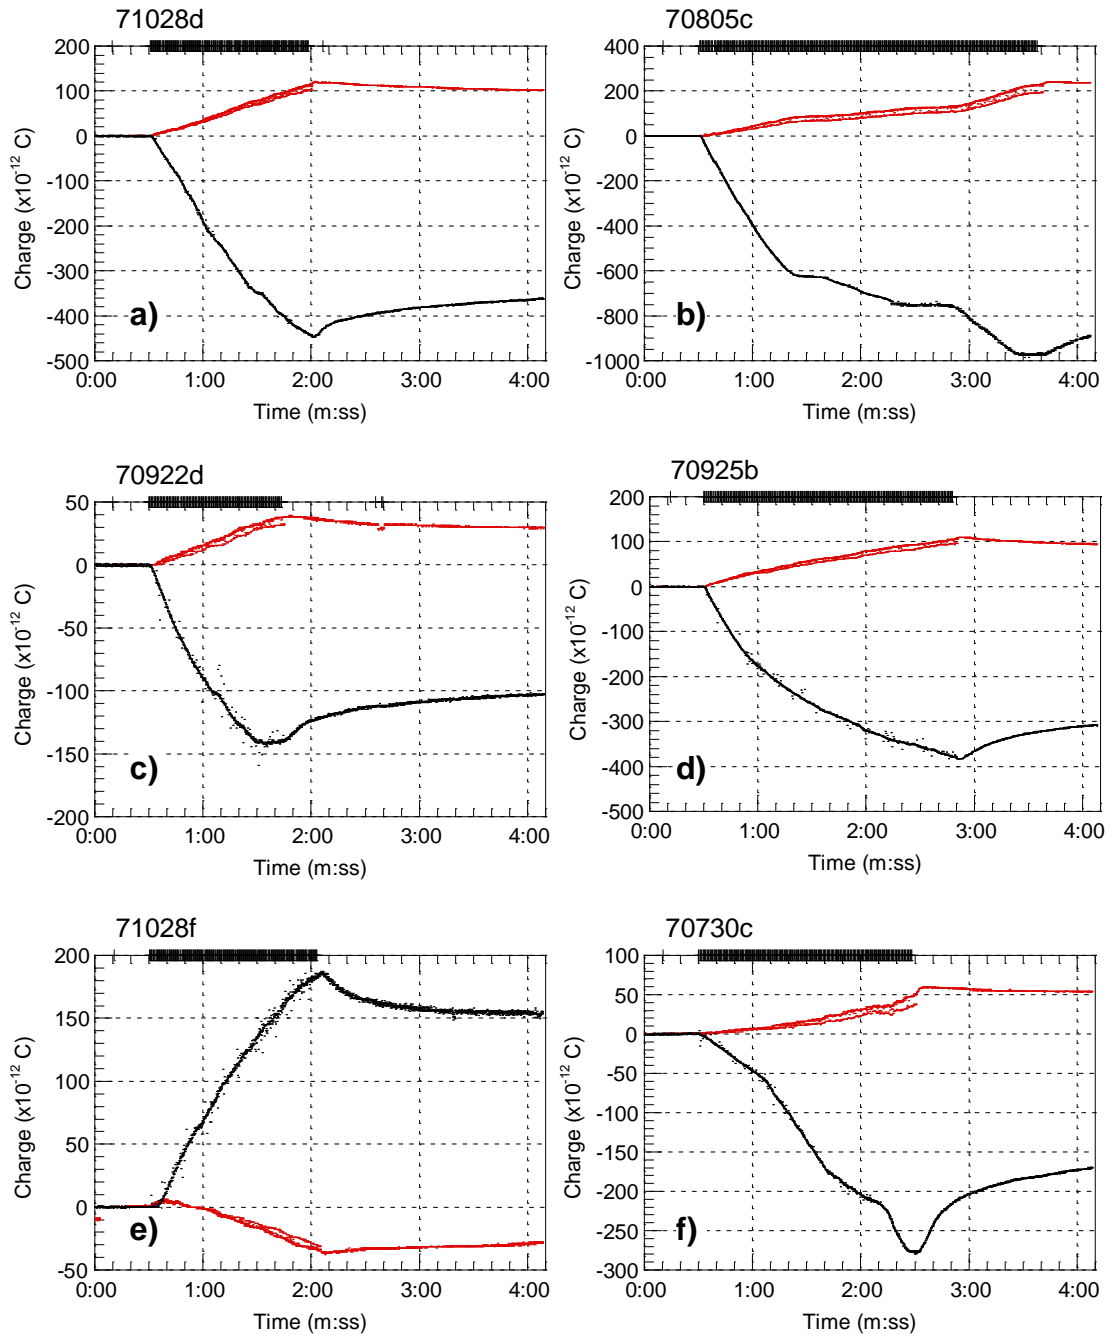 71028d
200
100
0
-100
-200
-300
-400
-500
Charge (x10-12 C)
a)
0:00 1:00 2:00 3:00 4:00
Time (m:ss)
70805c
400
200
0
-200
-400
-600
-800
-1000
Charge (x10-12 C)
b)
0:00 1:00 2:00 3:00 4:00
Time (m:ss)
70922d
50
0
-50
-100
-150
-200
Charge (x10-12 C)
c)
0:00 1:00 2:00 3:00 4:00
Time (m:ss)
70925b
200
100
0
-100
-200
-300
-400
-500
Charge (x10-12 C)
d)
0:00 1:00 2:00 3:00 4:00
Time (m:ss)
71028f
200
150
100
50
0
-50
Charge (x10-12 C)
e)
0:00 1:00 2:00 3:00 4:00
Time (m:ss)
70730c
100
50
0
-50
-100
-150
-200
-250
-300
Charge (x10-12 C)
f)
0:00 1:00 2:00 3:00 4:00
Time (m:ss)